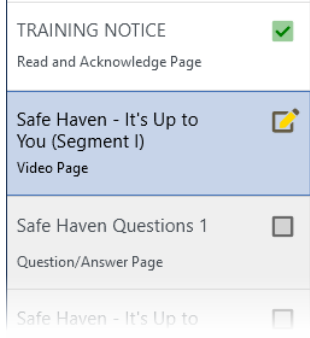 TRAINING NOTICE
Read and Acknowledge Page
Safe Haven - It's Up to
You (Segment I)
Video Page
Safe Haven Questions 1
Question/Answer Page
Safe Haven - It's Up to